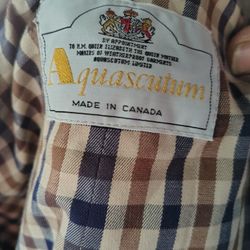 BY APPOINTMENT
TO H.M. QUEEN ELIZABETH THE QUEEN MOTHER
MAKERS OF WEATHERPROOF GARMENTS
AQUASCUTUM LIMITED
Aquascutum
MADE IN CANADA